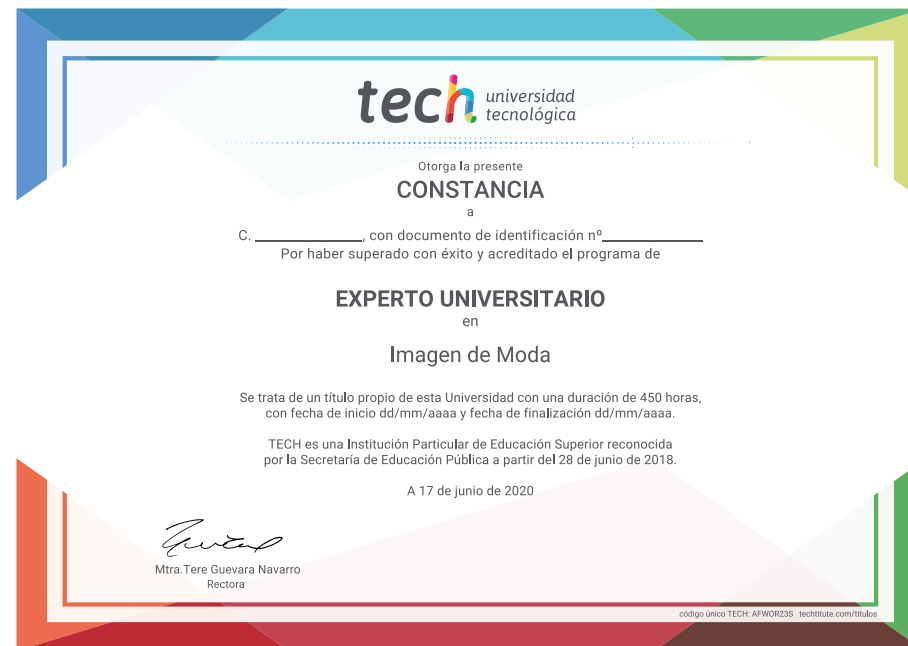 tech universidad
tecnológica
Otorga la presente
CONSTANCIA
a
C. ____________, con documento de identificación nº____________
Por haber superado con éxito y acreditado el programa de
EXPERTO UNIVERSITARIO
en
Imagen de Moda
Se trata de un título propio de esta Universidad con una duración de 450 horas,
con fecha de inicio dd/mm/aaaa y fecha de finalización dd/mm/aaaa.
TECH es una Institución Particular de Educación Superior reconocida
por la Secretaría de Educación Pública a partir del 28 de junio de 2018.
A 17 de junio de 2020
Mtra.Tere Guevara Navarro
Rectora
código único TECH: AFWOR23S techtitute.com/titulos